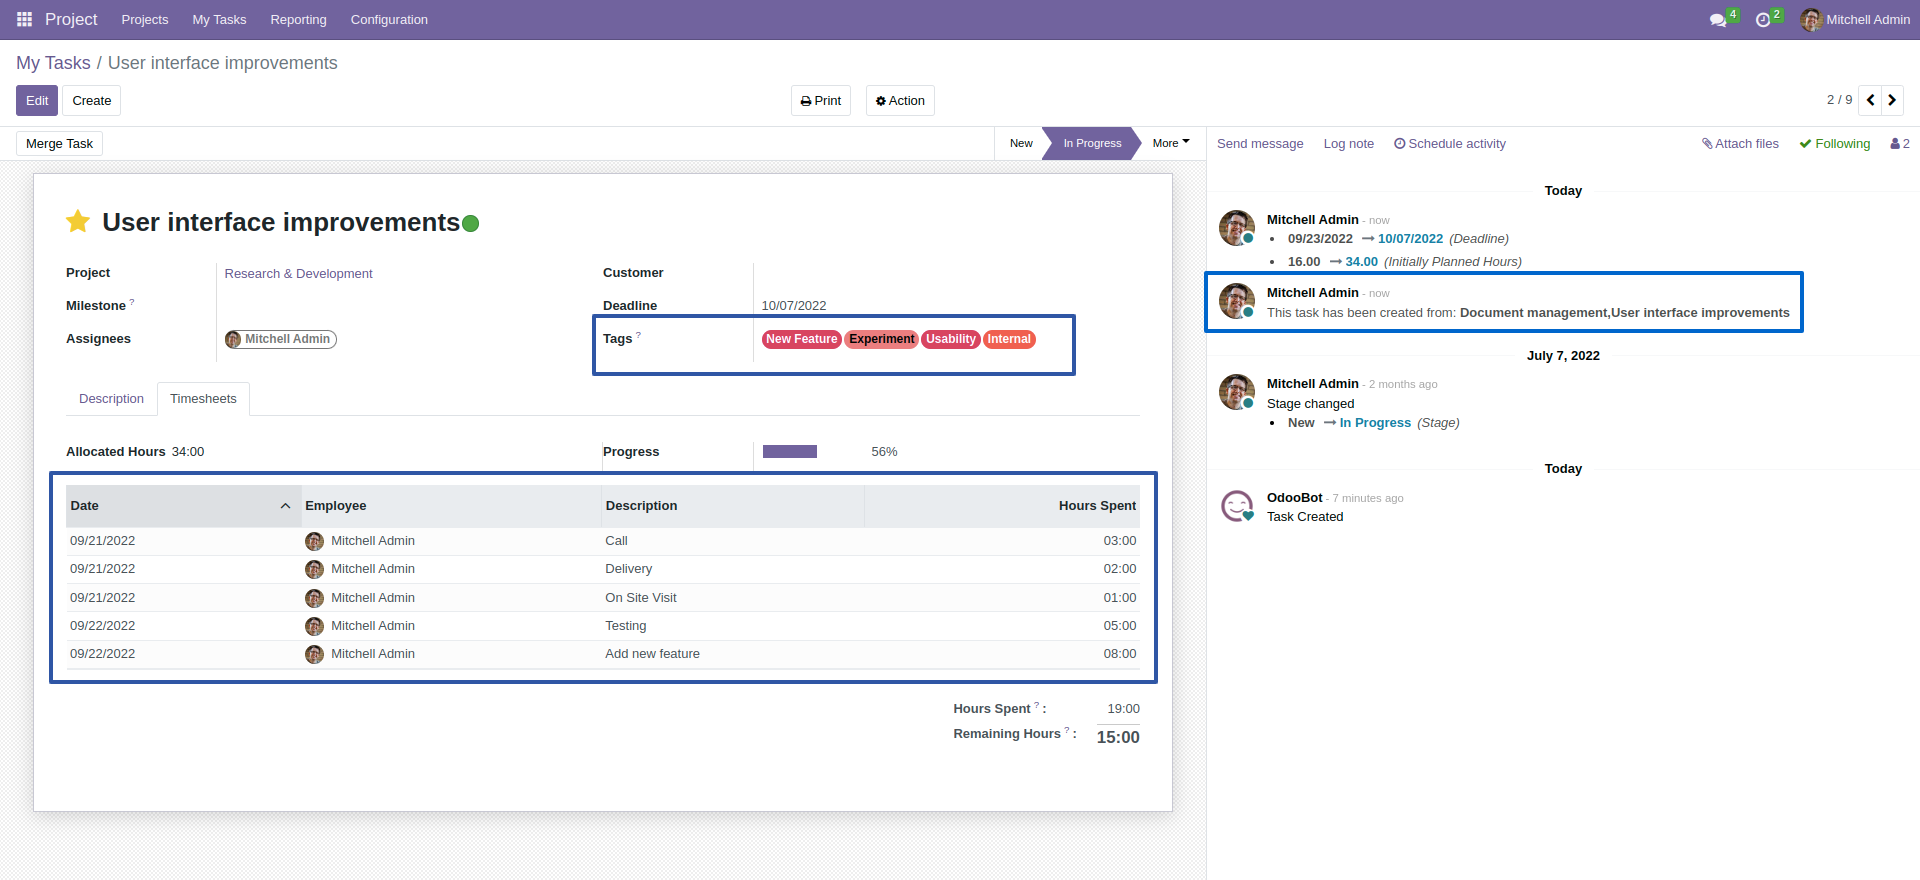 Project Projects My Tasks Reporting Configuration 4 2 Mitchell Admin
My Tasks / User interface improvements
Edit Create Print Action 2 / 9
Merge Task New In Progress More
User interface improvements
Project Research & Development Customer
Milestone ? Deadline 10/07/2022
Assignees Mitchell Admin Tags ? New Feature Experiment Usability Internal
Description Timesheets
Allocated Hours 34:00 Progress 56%
Date Employee Description Hours Spent
09/21/2022 Mitchell Admin Call 03:00
09/21/2022 Mitchell Admin Delivery 02:00
09/21/2022 Mitchell Admin On Site Visit 01:00
09/22/2022 Mitchell Admin Testing 05:00
09/22/2022 Mitchell Admin Add new feature 08:00
Hours Spent ? : 19:00
Remaining Hours ? : 15:00
Send message Log note Schedule activity Attach files Following 2
Today
Mitchell Admin - now
• 09/23/2022 → 10/07/2022 (Deadline)
• 16.00 → 34.00 (Initially Planned Hours)
Mitchell Admin - now
This task has been created from: Document management,User interface improvements
July 7, 2022
Mitchell Admin - 2 months ago
Stage changed
• New → In Progress (Stage)
Today
OdooBot - 7 minutes ago
Task Created